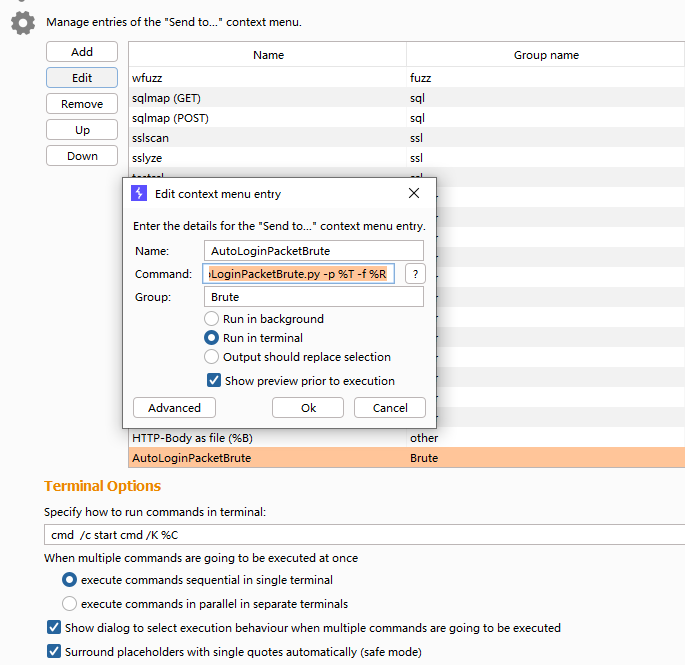 Manage entries of the "Send to..." context menu.
Add
Edit
Remove
Up
Down
Name Group name
wfuzz fuzz
sqlmap (GET) sql
sqlmap (POST) sql
sslscan ssl
sslyze ssl
Edit context menu entry
Enter the details for the "Send to..." context menu entry.
Name: AutoLoginPacketBrute
Command: LoginPacketBrute.py -p %T -f %R ?
Group: Brute
Run in background
Run in terminal
Output should replace selection
Show preview prior to execution
Advanced Ok Cancel
HTTP-Body as file (%B) other
AutoLoginPacketBrute Brute
Terminal Options
Specify how to run commands in terminal:
cmd /c start cmd /K %C
When multiple commands are going to be executed at once
execute commands sequential in single terminal
execute commands in parallel in separate terminals
Show dialog to select execution behaviour when multiple commands are going to be executed
Surround placeholders with single quotes automatically (safe mode)